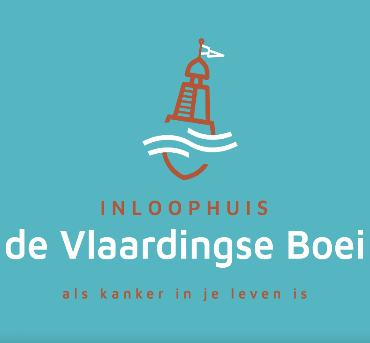 INLOOPHUIS
de Vlaardingse Boei
als kanker in je leven is